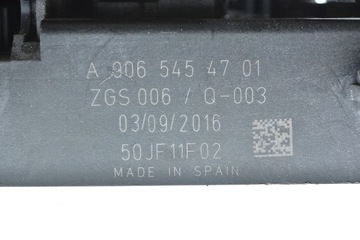 A 906 545 47 01
ZGS 006 / Q-003
03/09/2016
50JF11F02
MADE IN SPAIN